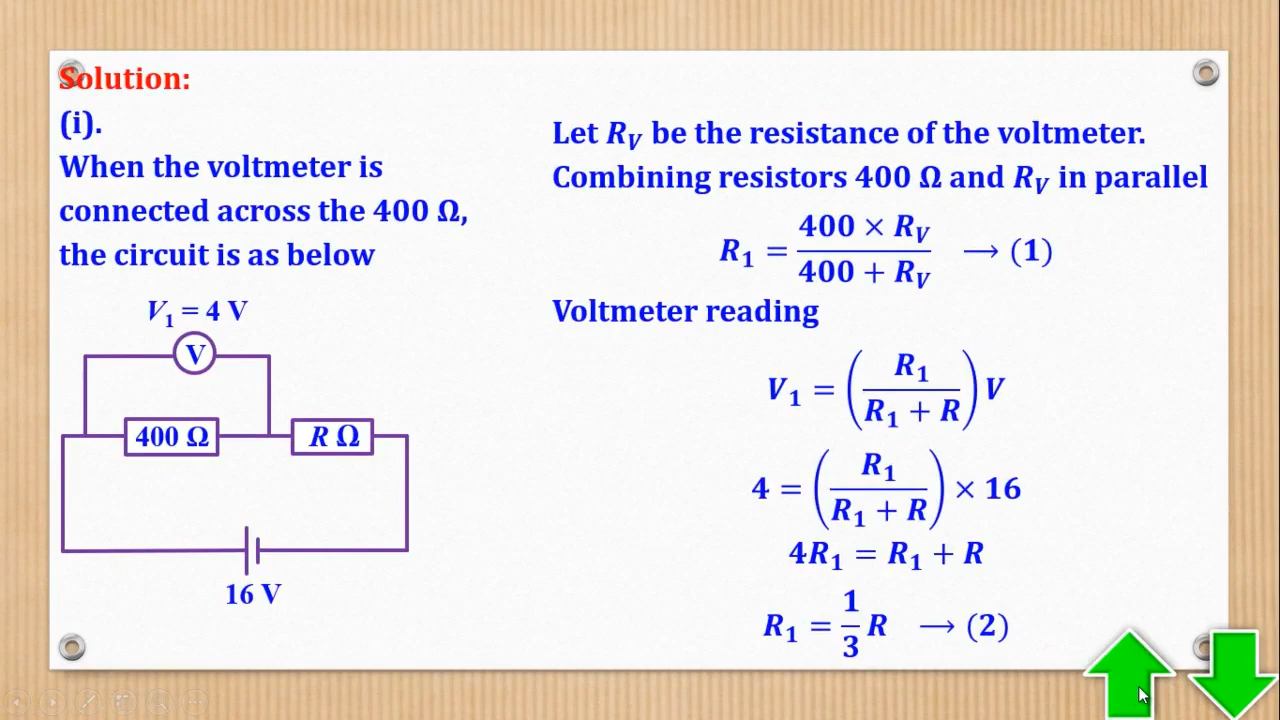 Solution:
(i).
When the voltmeter is
connected across the 400 Ω,
the circuit is as below
V₁ = 4 V
V
400 Ω
R Ω
16 V
Let R_V be the resistance of the voltmeter.
Combining resistors 400 Ω and R_V in parallel
R₁ = (400 × R_V)/(400 + R_V) → (1)
Voltmeter reading
V₁ = (R₁/(R₁ + R)) V
4 = (R₁/(R₁ + R)) × 16
4R₁ = R₁ + R
R₁ = 1/3 R → (2)